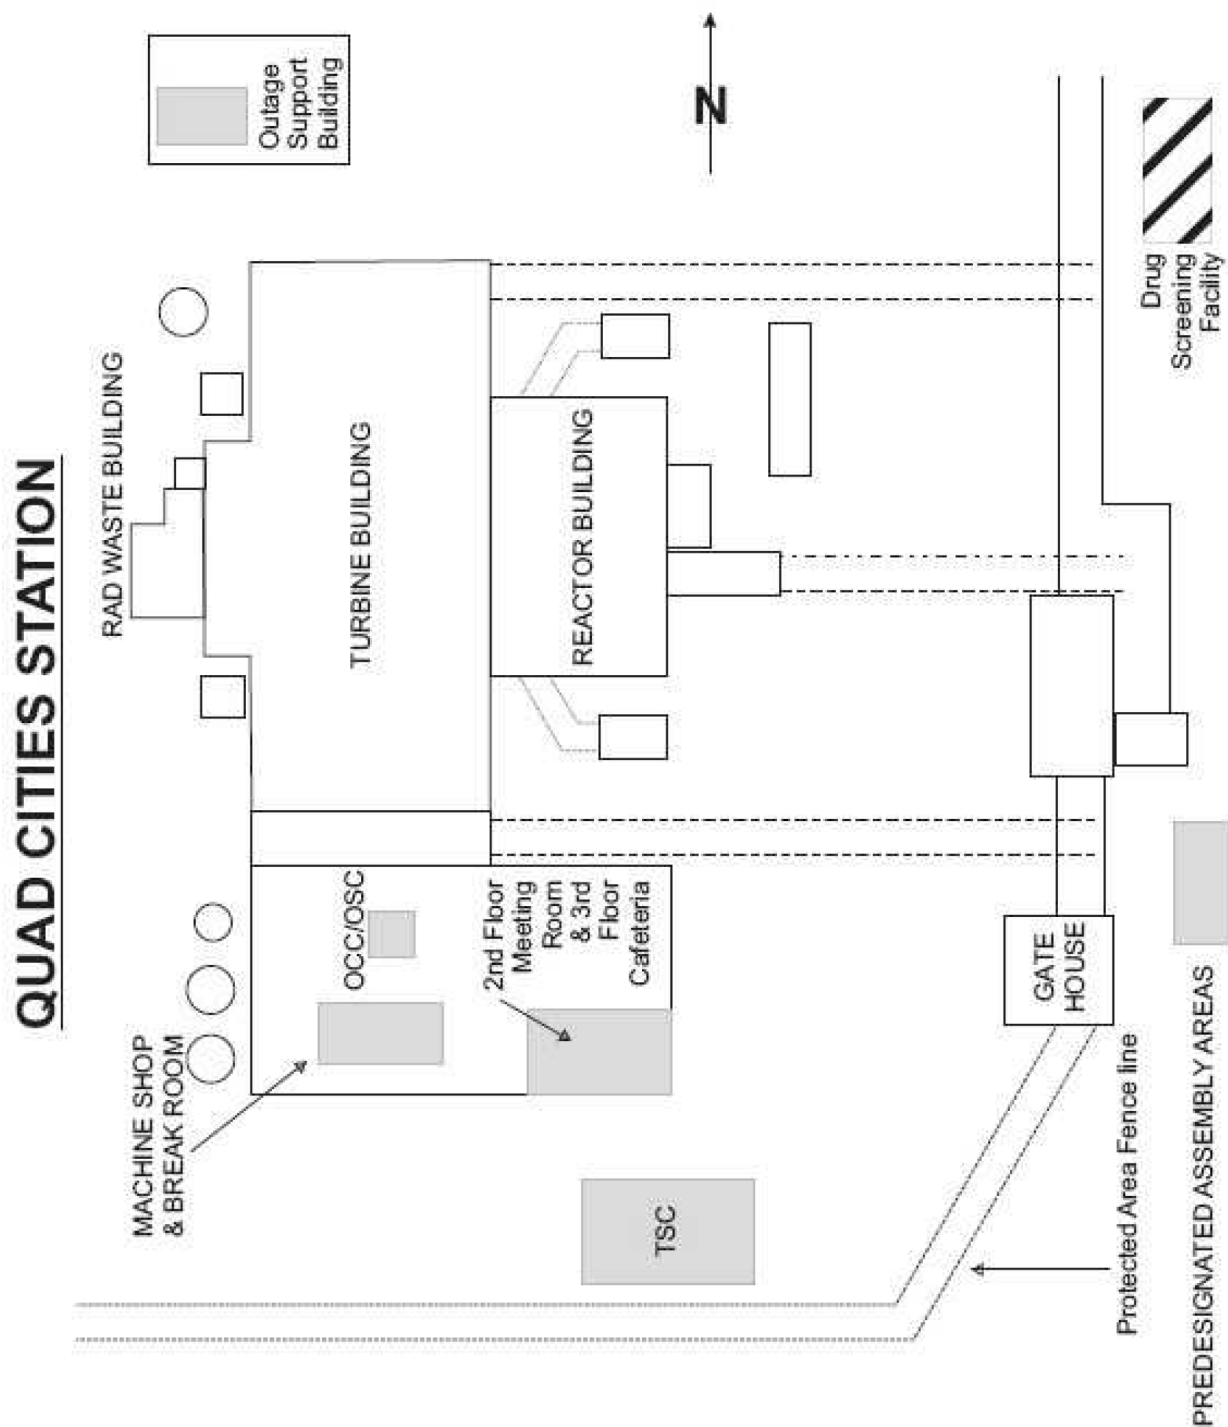 QUAD CITIES STATION
MACHINE SHOP
& BREAK ROOM
RAD WASTE BUILDING
Outage
Support
Building
OCC/OSC
TURBINE BUILDING
2nd Floor
Meeting
Room
& 3rd
Floor
Cafeteria
REACTOR BUILDING
TSC
N
GATE
HOUSE
Protected Area Fence line
Drug
Screening
Facility
PREDESIGNATED ASSEMBLY AREAS